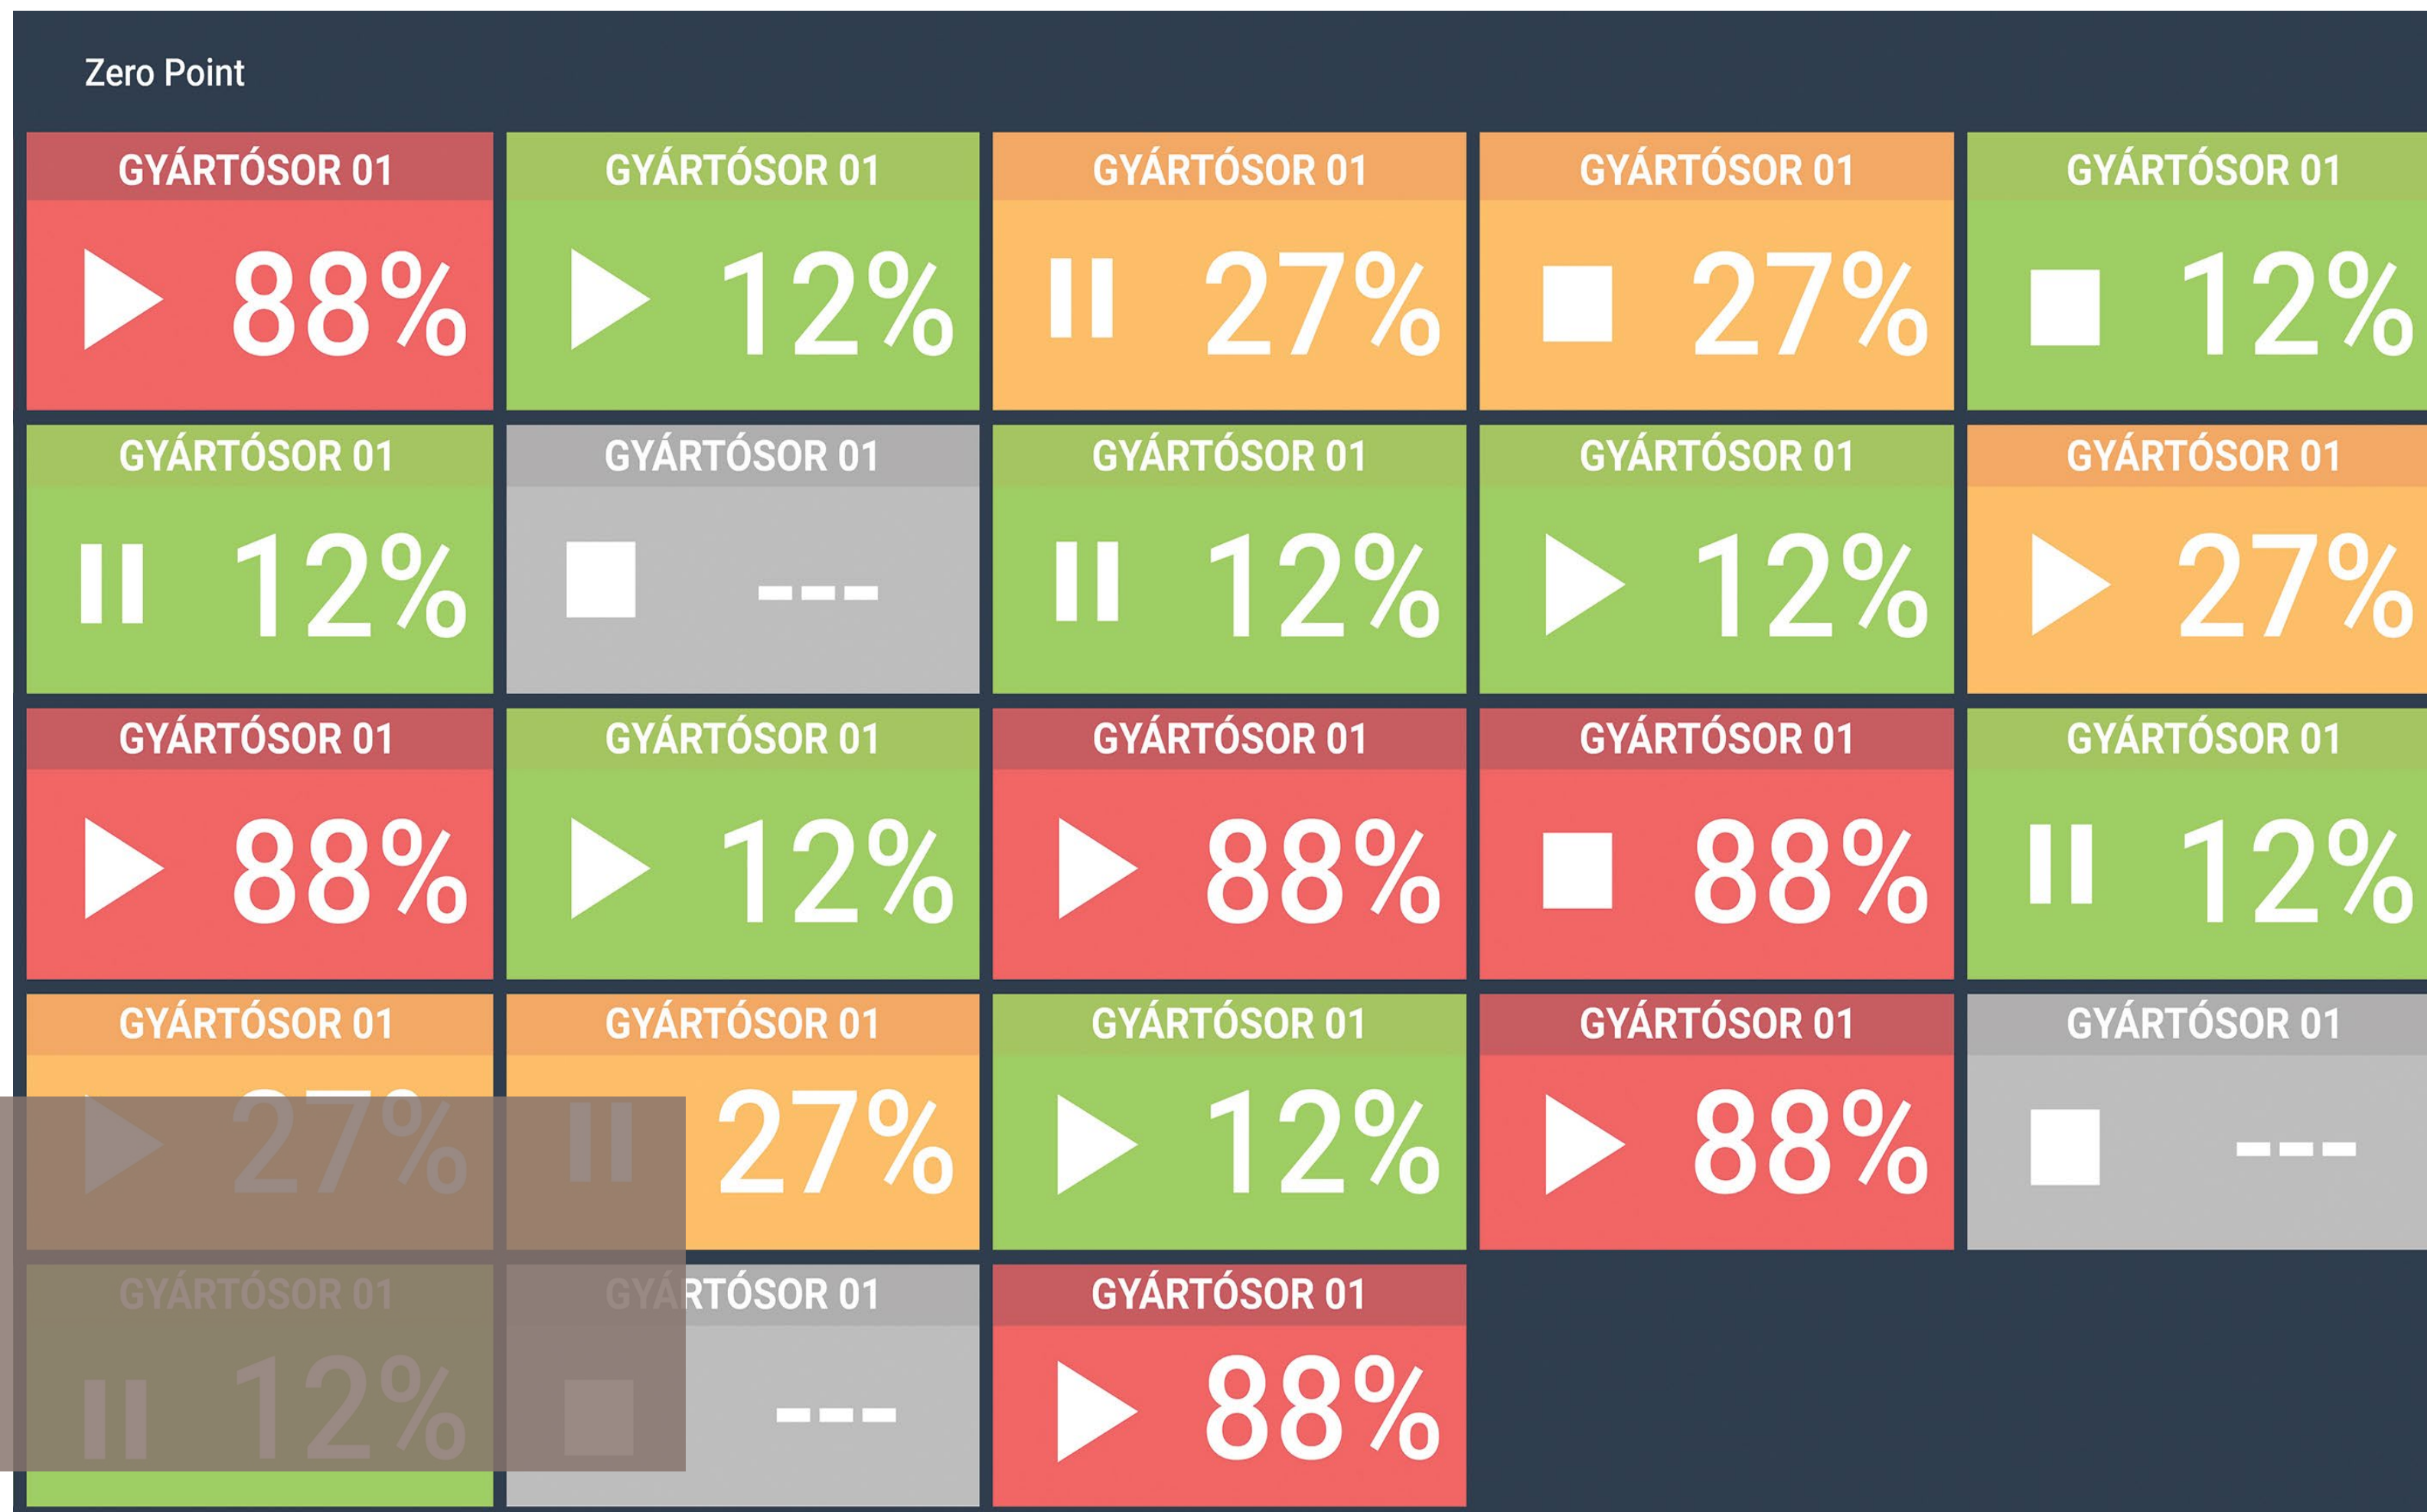 Zero Point
GYÁRTÓSOR 01 GYÁRTÓSOR 01 GYÁRTÓSOR 01 GYÁRTÓSOR 01 GYÁRTÓSOR 01
88% 12% 27% 27% 12%
GYÁRTÓSOR 01 GYÁRTÓSOR 01 GYÁRTÓSOR 01 GYÁRTÓSOR 01 GYÁRTÓSOR 01
12% --- 12% 12% 27%
GYÁRTÓSOR 01 GYÁRTÓSOR 01 GYÁRTÓSOR 01 GYÁRTÓSOR 01 GYÁRTÓSOR 01
88% 12% 88% 88% 12%
GYÁRTÓSOR 01 GYÁRTÓSOR 01 GYÁRTÓSOR 01 GYÁRTÓSOR 01 GYÁRTÓSOR 01
27% 27% 12% 88% ---
GYÁRTÓSOR 01 GYÁRTÓSOR 01 GYÁRTÓSOR 01
12% --- 88%